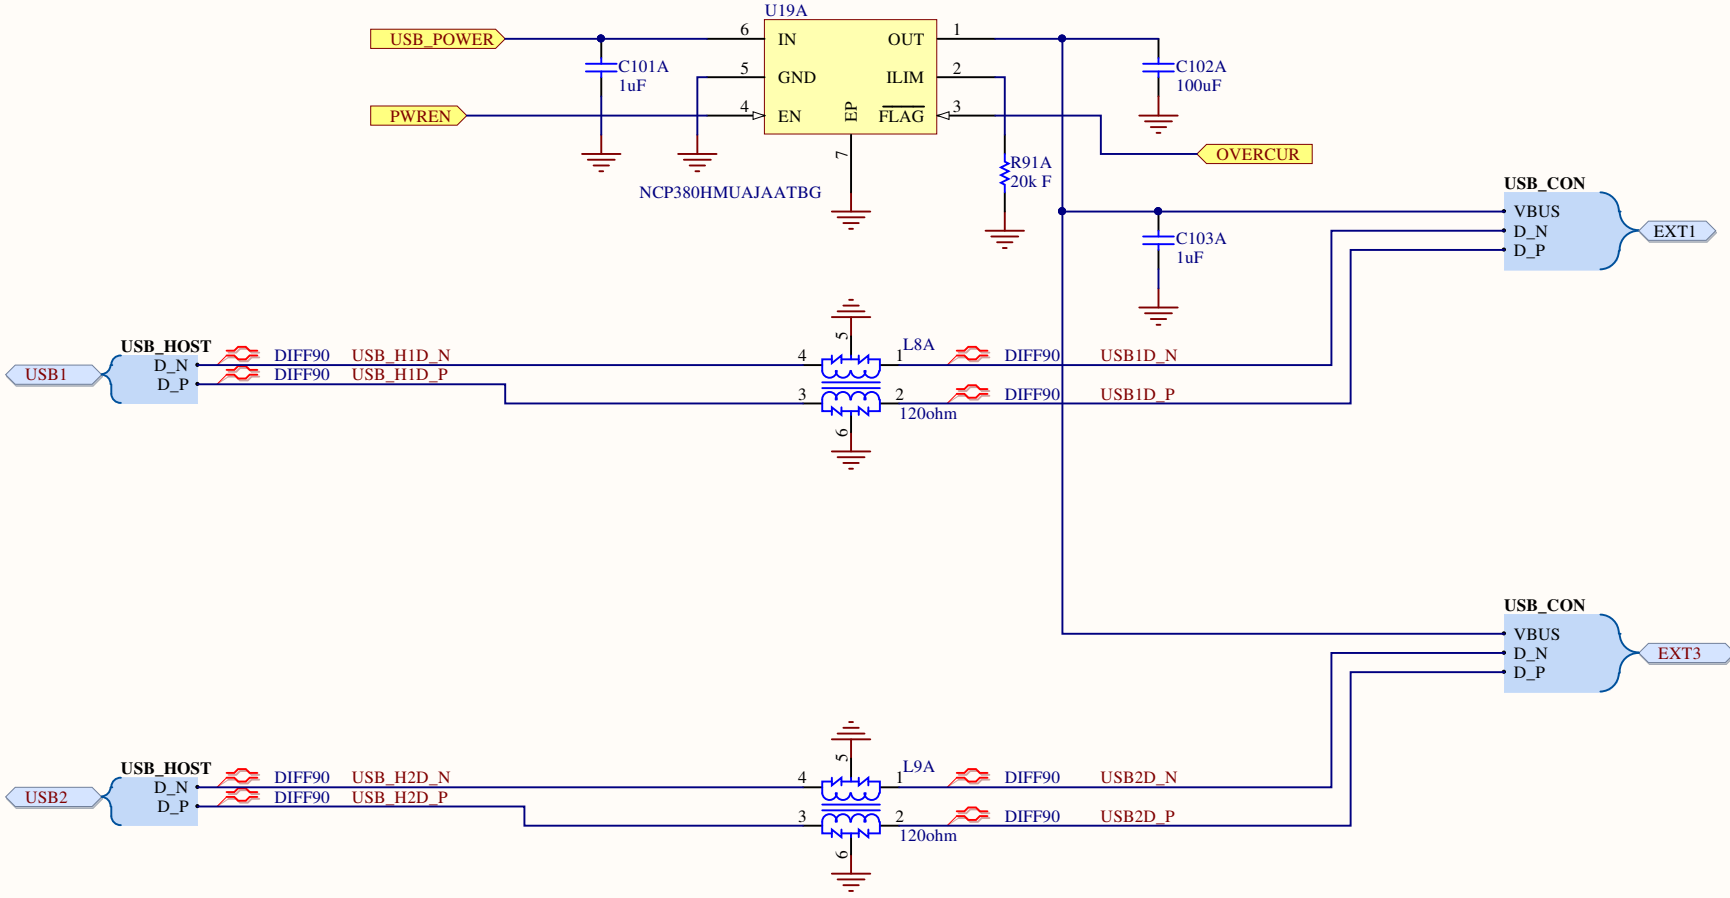 U19A
USB_POWER
6
IN
OUT
1
C101A
1uF
5
GND
ILIM
2
C102A
100uF
PWREN
4
EN
EP
FLAG
3
7
OVERCUR
NCP380HMUAJAATBG
R91A
20k F
USB_CON
VBUS
D_N
D_P
EXT1
C103A
1uF
USB_HOST
D_N
D_P
USB1
DIFF90
USB_H1D_N
DIFF90
USB_H1D_P
5
4
1
L8A
3
2
120ohm
6
DIFF90
USB1D_N
DIFF90
USB1D_P
USB_CON
VBUS
D_N
D_P
EXT3
USB_HOST
D_N
D_P
USB2
DIFF90
USB_H2D_N
DIFF90
USB_H2D_P
5
4
1
L9A
3
2
120ohm
6
DIFF90
USB2D_N
DIFF90
USB2D_P